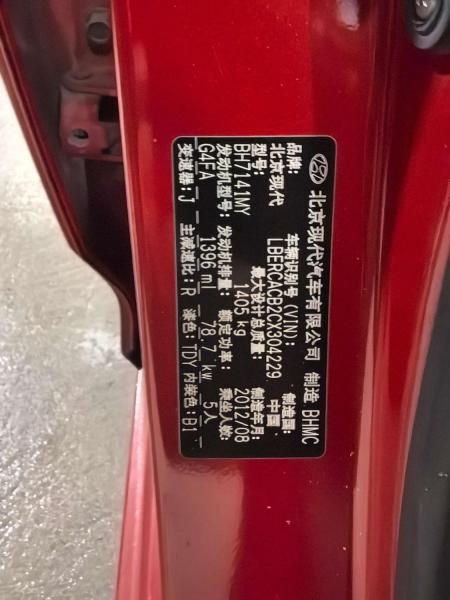 北京现代汽车有限公司 制造 BHMC
品牌: 车辆识别号(VIN): 制造国:
北京现代 LBERCACB2CX304229 中国
型号: 最大设计总质量: 制造年月:
BH7141MY 1405 kg 2012/08
发动机型号: 发动机排量: 额定功率: 乘坐人数:
G4FA 1396 ml 78.7 kw 5人
变速器: J 主减速比: R 漆色: TDY 内装色: B1